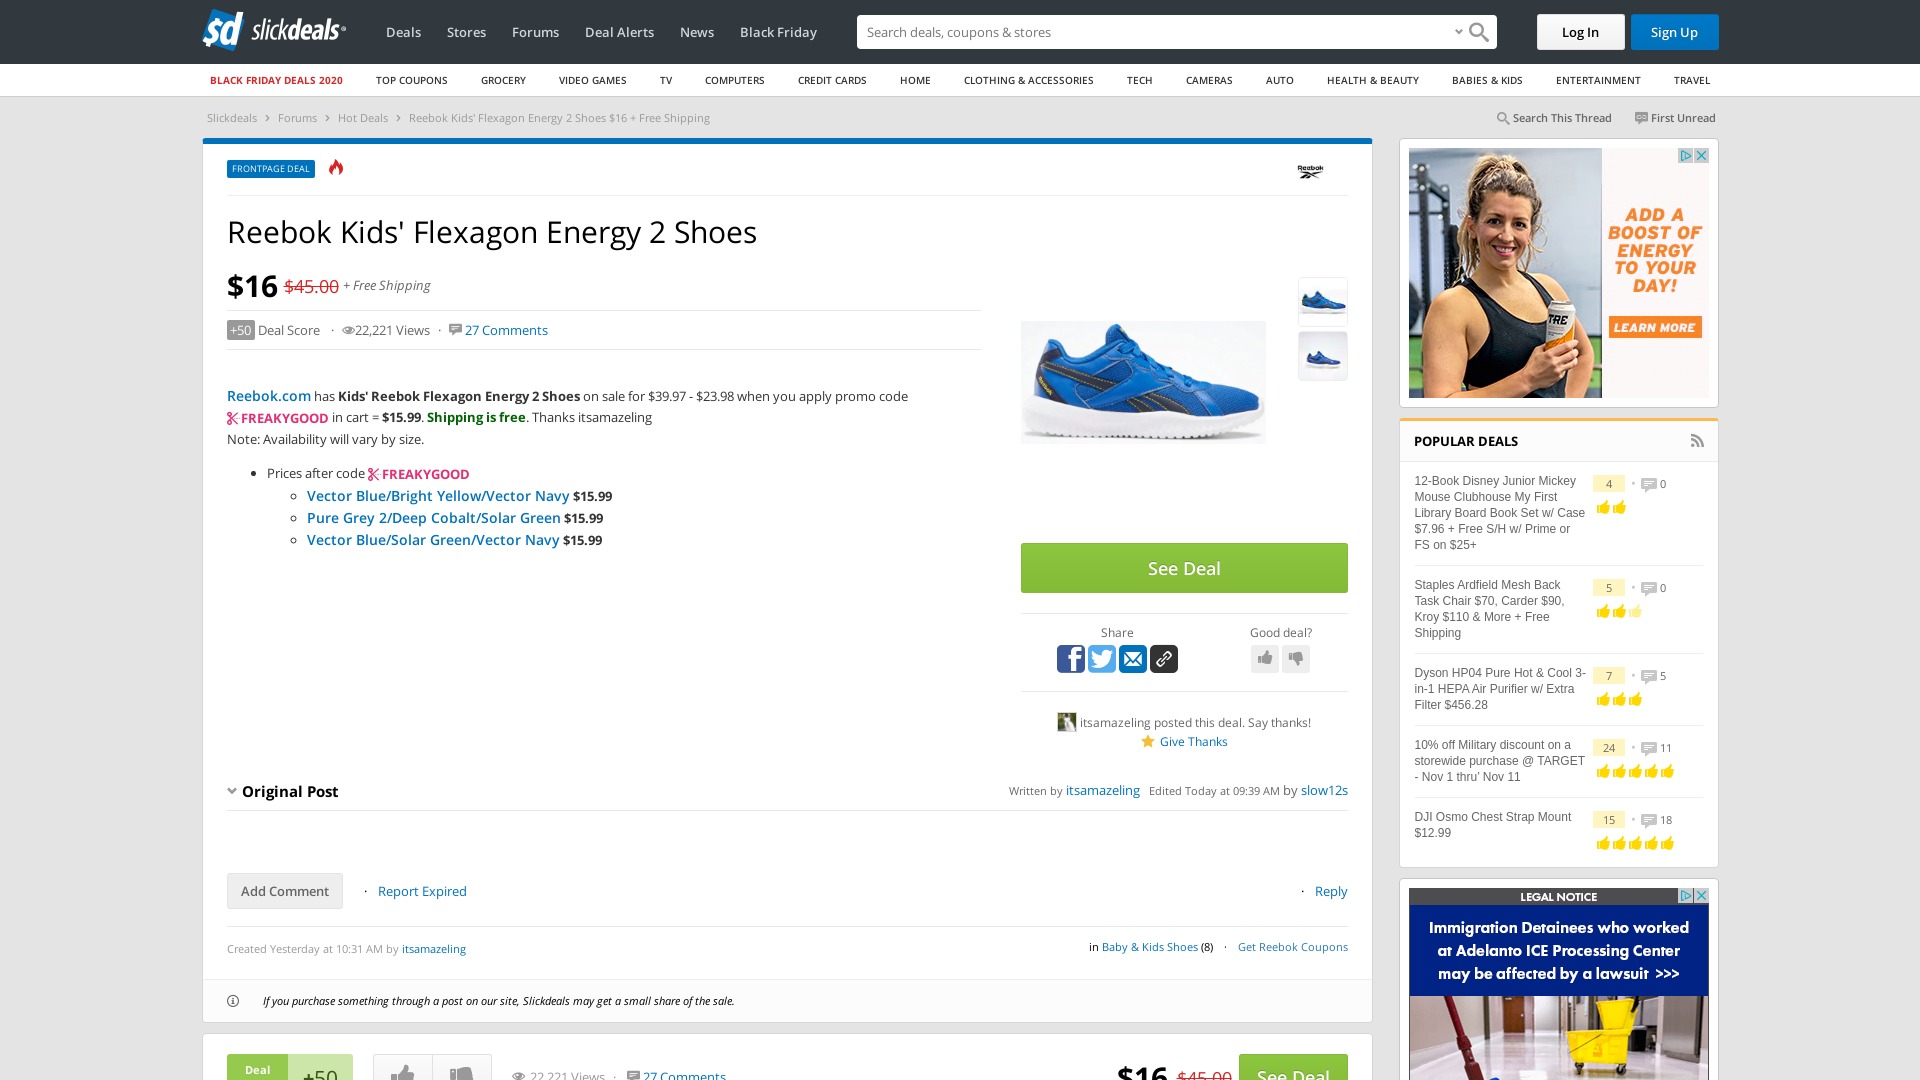 slickdeals
Deals
Stores
Forums
Deal Alerts
News
Black Friday
Search deals, coupons & stores
Log In
Sign Up
BLACK FRIDAY DEALS 2020
TOP COUPONS
GROCERY
VIDEO GAMES
TV
COMPUTERS
CREDIT CARDS
HOME
CLOTHING & ACCESSORIES
TECH
CAMERAS
AUTO
HEALTH & BEAUTY
BABIES & KIDS
ENTERTAINMENT
TRAVEL
Slickdeals › Forums › Hot Deals › Reebok Kids' Flexagon Energy 2 Shoes $16 + Free Shipping
Search This Thread
First Unread
FRONTPAGE DEAL
Reebok
Reebok Kids' Flexagon Energy 2 Shoes
$16 $45.00 + Free Shipping
+50 Deal Score · 22,221 Views · 27 Comments
Reebok.com has Kids' Reebok Flexagon Energy 2 Shoes on sale for $39.97 - $23.98 when you apply promo code
FREAKYGOOD in cart = $15.99. Shipping is free. Thanks itsamazeling
Note: Availability will vary by size.
• Prices after code FREAKYGOOD
Vector Blue/Bright Yellow/Vector Navy $15.99
Pure Grey 2/Deep Cobalt/Solar Green $15.99
Vector Blue/Solar Green/Vector Navy $15.99
See Deal
Share
Good deal?
itsamazeling posted this deal. Say thanks!
Give Thanks
Original Post
Written by itsamazeling Edited Today at 09:39 AM by slow12s
Add Comment
· Report Expired
· Reply
Created Yesterday at 10:31 AM by itsamazeling
in Baby & Kids Shoes (8) · Get Reebok Coupons
If you purchase something through a post on our site, Slickdeals may get a small share of the sale.
Deal
+50
22,221 Views · 27 Comments
$16 $45.00
See Deal
ADD A
BOOST OF
ENERGY
TO YOUR
DAY!
LEARN MORE
TRE
POPULAR DEALS
12-Book Disney Junior Mickey
Mouse Clubhouse My First
Library Board Book Set w/ Case
$7.96 + Free S/H w/ Prime or
FS on $25+
4 • 0
Staples Ardfield Mesh Back
Task Chair $70, Carder $90,
Kroy $110 & More + Free
Shipping
5 • 0
Dyson HP04 Pure Hot & Cool 3-
in-1 HEPA Air Purifier w/ Extra
Filter $456.28
7 • 5
10% off Military discount on a
storewide purchase @ TARGET
- Nov 1 thru’ Nov 11
24 • 11
DJI Osmo Chest Strap Mount
$12.99
15 • 18
LEGAL NOTICE
Immigration Detainees who worked
at Adelanto ICE Processing Center
may be affected by a lawsuit >>>